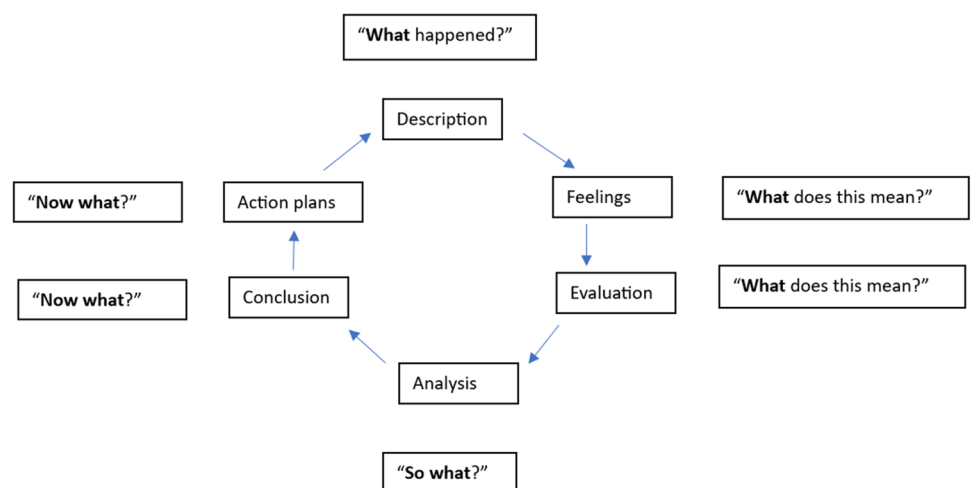 “What happened?”
Description
“Now what?”
Action plans
Feelings
“What does this mean?”
“Now what?”
Conclusion
Evaluation
“What does this mean?”
Analysis
“So what?”